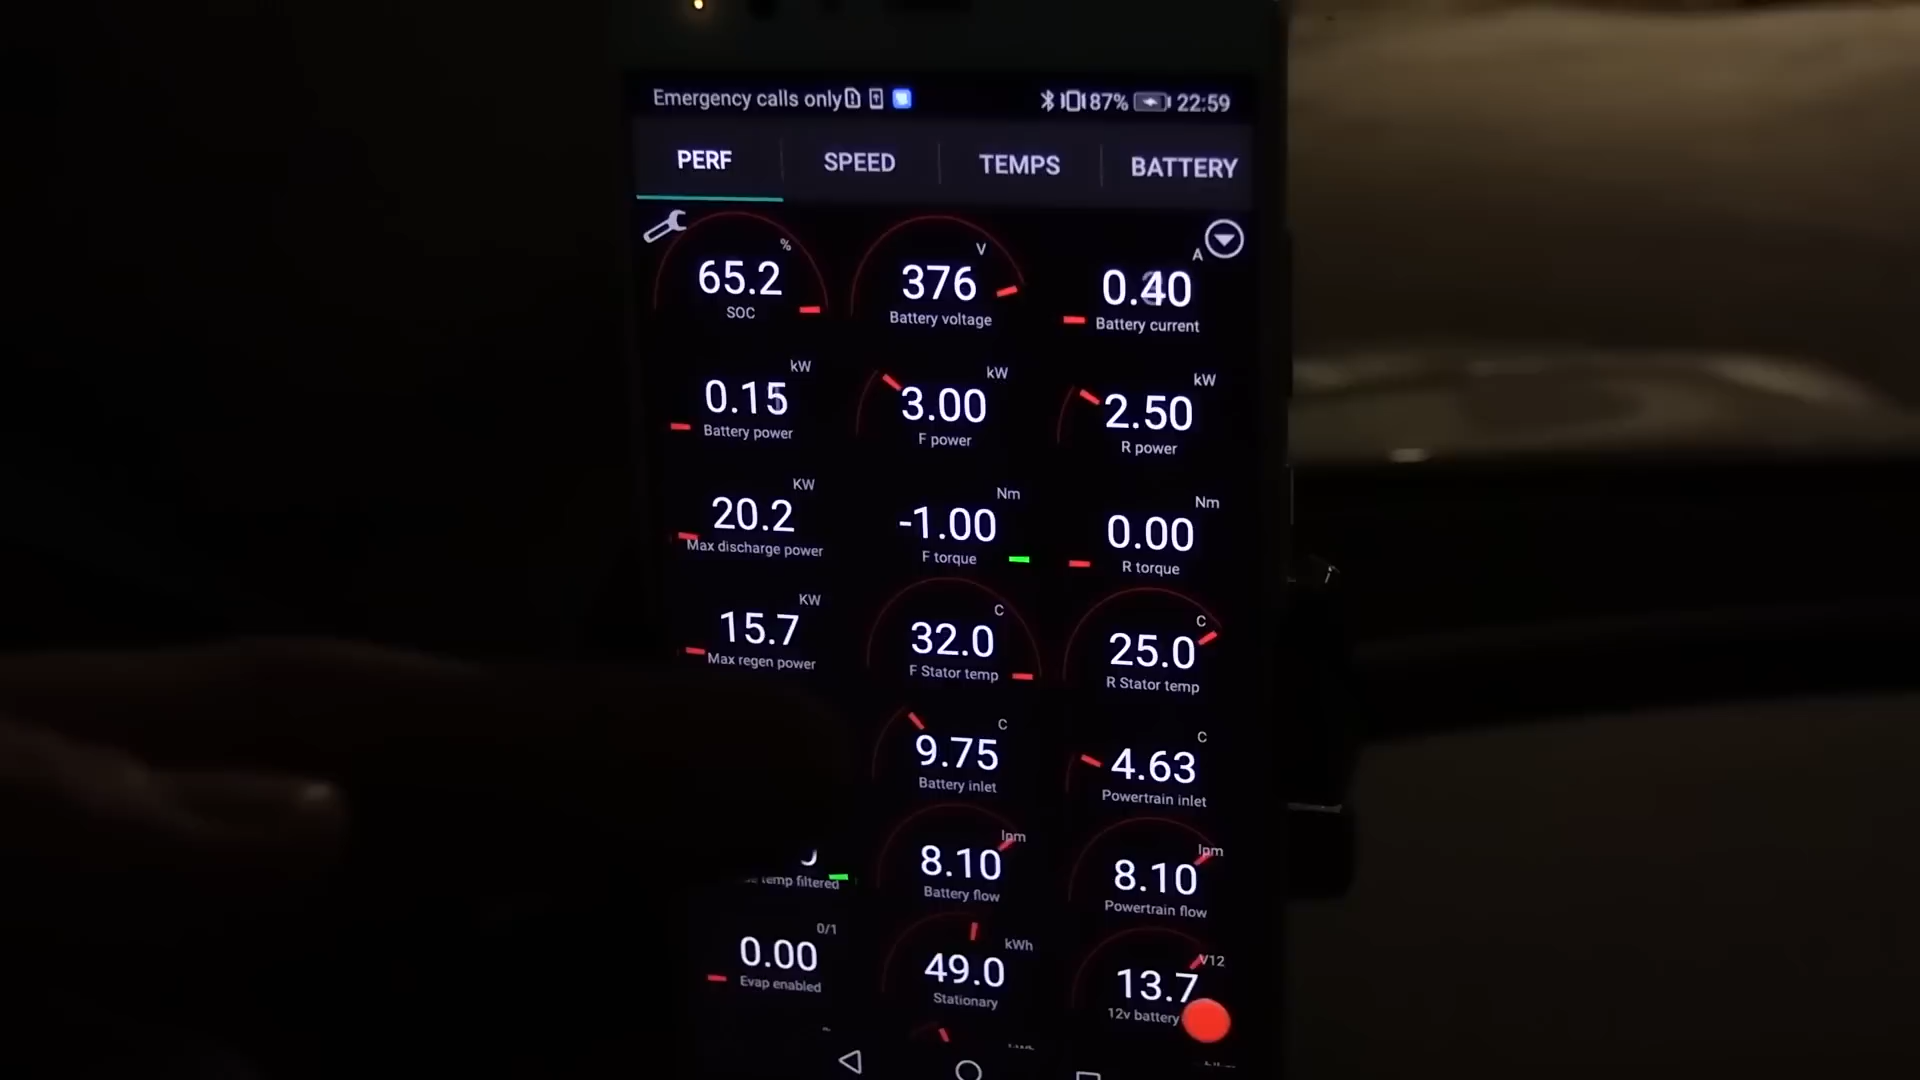 Emergency calls only 87% 22:59
PERF SPEED TEMPS BATTERY
% V A
65.2 376 0.40
SOC Battery voltage Battery current
kW kW kW
0.15 3.00 2.50
Battery power F power R power
KW Nm Nm
20.2 -1.00 0.00
Max discharge power F torque R torque
KW C C
15.7 32.0 25.0
Max regen power F Stator temp R Stator temp
C C
9.75 4.63
Battery inlet Powertrain inlet
lpm lpm
8.10 8.10
temp filtered Battery flow Powertrain flow
0/1 kWh V12
0.00 49.0 13.7
Evap enabled Stationary 12v battery